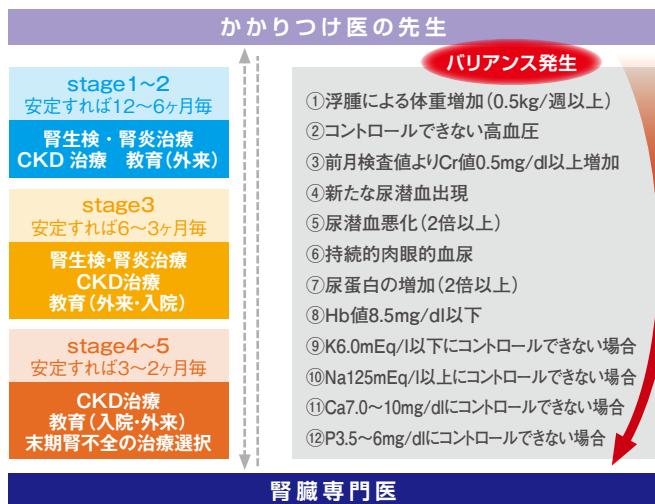 かかりつけ医の先生
stage1〜2
安定すれば12〜6ヶ月毎
腎生検・腎炎治療
CKD 治療　教育(外来)
stage3
安定すれば6〜3ヶ月毎
腎生検・腎炎治療
CKD治療
教育(外来・入院)
stage4〜5
安定すれば3〜2ヶ月毎
CKD治療
教育(入院・外来)
末期腎不全の治療選択
バリアンス発生
①浮腫による体重増加(0.5kg/週以上)
②コントロールできない高血圧
③前月検査値よりCr値0.5mg/dl以上増加
④新たな尿潜血出現
⑤尿潜血悪化(2倍以上)
⑥持続的肉眼的血尿
⑦尿蛋白の増加(2倍以上)
⑧Hb値8.5mg/dl以下
⑨K6.0mEq/l以下にコントロールできない場合
⑩Na125mEq/l以上にコントロールできない場合
⑪Ca7.0〜10mg/dlにコントロールできない場合
⑫P3.5〜6mg/dlにコントロールできない場合
腎臓専門医